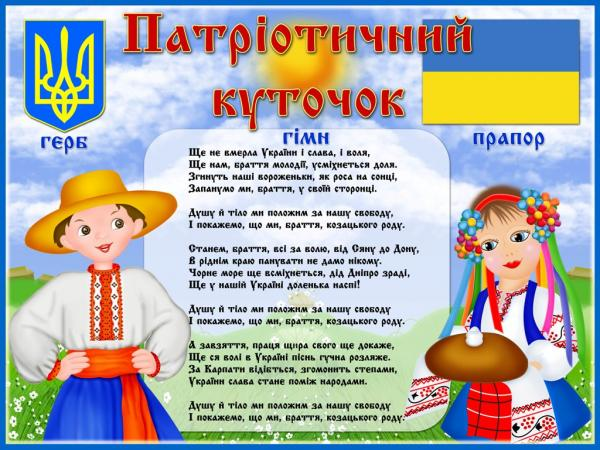 Патріотичний
куточок
герб
гімн
прапор
Ще не вмерла України і слава, і воля,
Ще нам, браття молодії, усміхнеться доля.
Згинуть наші вороженьки, як роса на сонці,
Запануємо ми, браття, у своїй сторонці.
Душу й тіло ми положим за нашу свободу,
І покажемо, що ми, браття, козацького роду.
Станем, браття, всі за волю, від Сяну до Дону,
В ріднім краю панувати не дамо нікому.
Чорне море ще всміхнеться, дід Дніпро зрадіє,
Ще у нашій Україні доленька наспіє!
Душу й тіло ми положим за нашу свободу
І покажемо, що ми, браття, козацького роду.
А завзяття, праця щира свого ще докаже,
Ще ся волі в Україні піснь гучна розляже.
За Карпати відіб'ється, згомонить степами,
України слава стане поміж народами.
Душу й тіло ми положим за нашу свободу
І покажемо, що ми, браття, козацького роду.